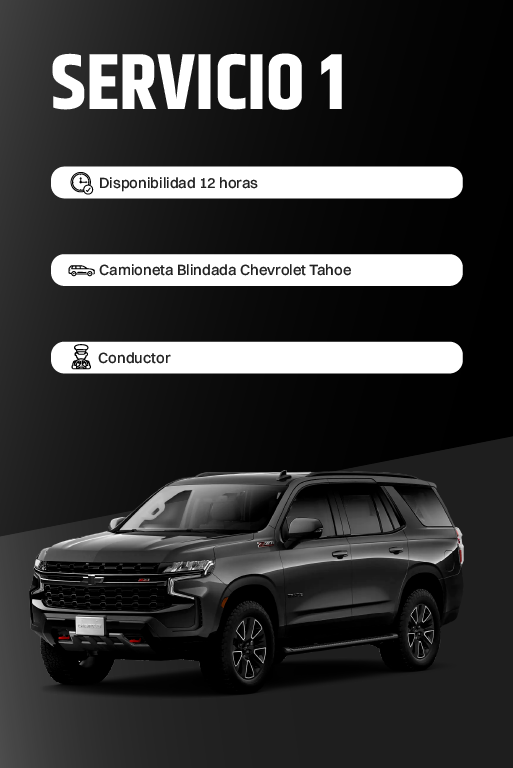 SERVICIO 1
Disponibilidad 12 horas
Camioneta Blindada Chevrolet Tahoe
Conductor